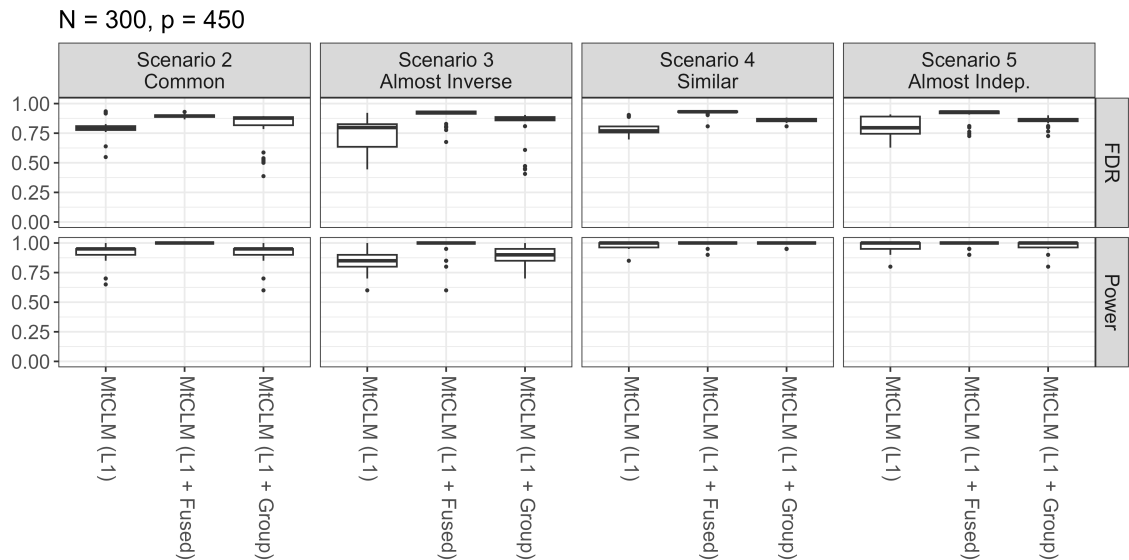 N = 300, p = 450
Scenario 2
Common
Scenario 3
Almost Inverse
Scenario 4
Similar
Scenario 5
Almost Indep.
1.00
0.75
0.50
0.25
0.00
FDR
1.00
0.75
0.50
0.25
0.00
Power
MtCLM (L1)
MtCLM (L1 + Fused)
MtCLM (L1 + Group)
MtCLM (L1)
MtCLM (L1 + Fused)
MtCLM (L1 + Group)
MtCLM (L1)
MtCLM (L1 + Fused)
MtCLM (L1 + Group)
MtCLM (L1)
MtCLM (L1 + Fused)
MtCLM (L1 + Group)